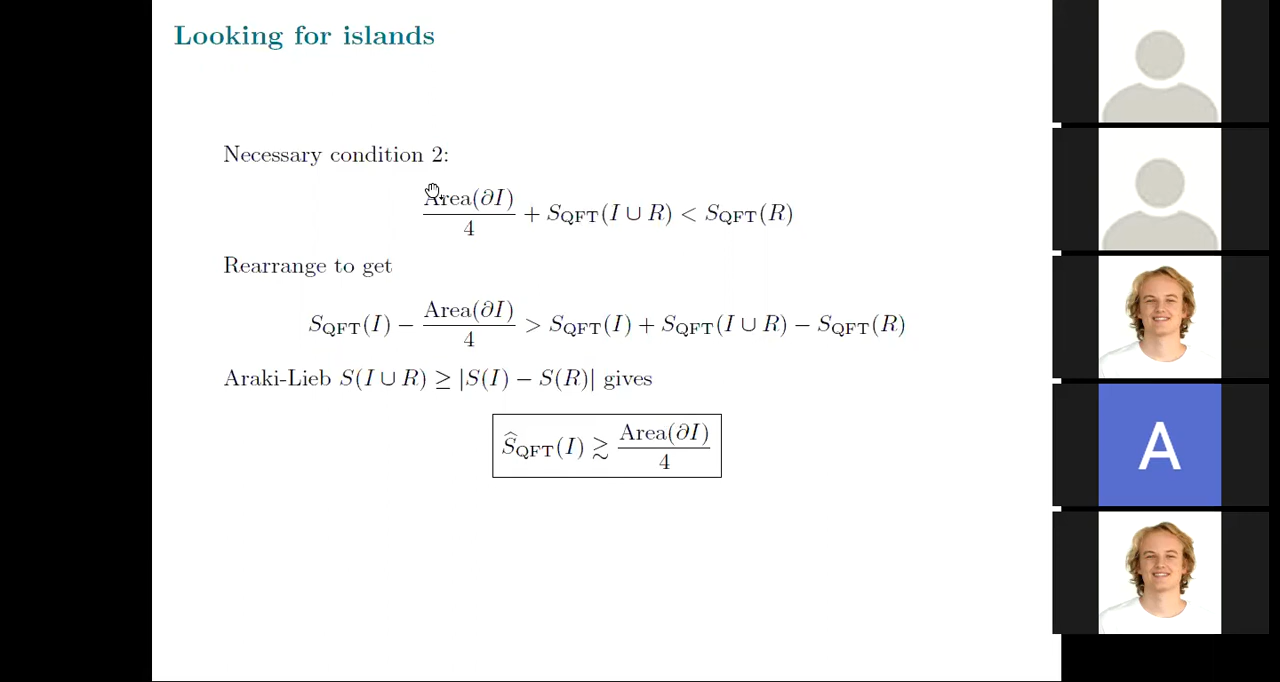 Looking for islands
Necessary condition 2:
Area(∂I)/4 + S_QFT(I ∪ R) < S_QFT(R)
Rearrange to get
S_QFT(I) − Area(∂I)/4 > S_QFT(I) + S_QFT(I ∪ R) − S_QFT(R)
Araki-Lieb S(I ∪ R) ≥ |S(I) − S(R)| gives
Ŝ_QFT(I) ≳ Area(∂I)/4
A